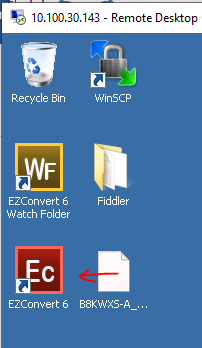 10.100.30.143 - Remote Desktop
Recycle Bin
WinSCP
WF
EZConvert 6
Watch Folder
Fiddler
Ec
EZConvert 6
B8KWXS-A_...